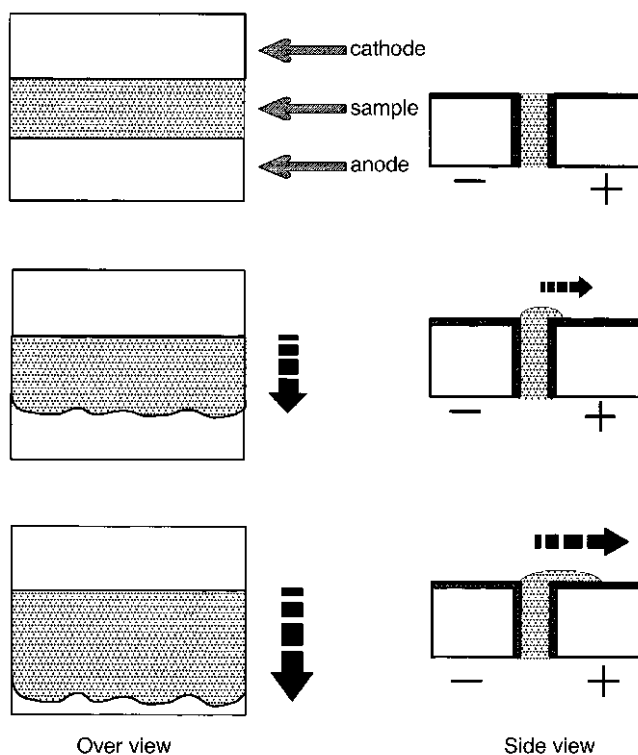 cathode
sample
anode
− +
− +
− +
Over view
Side view